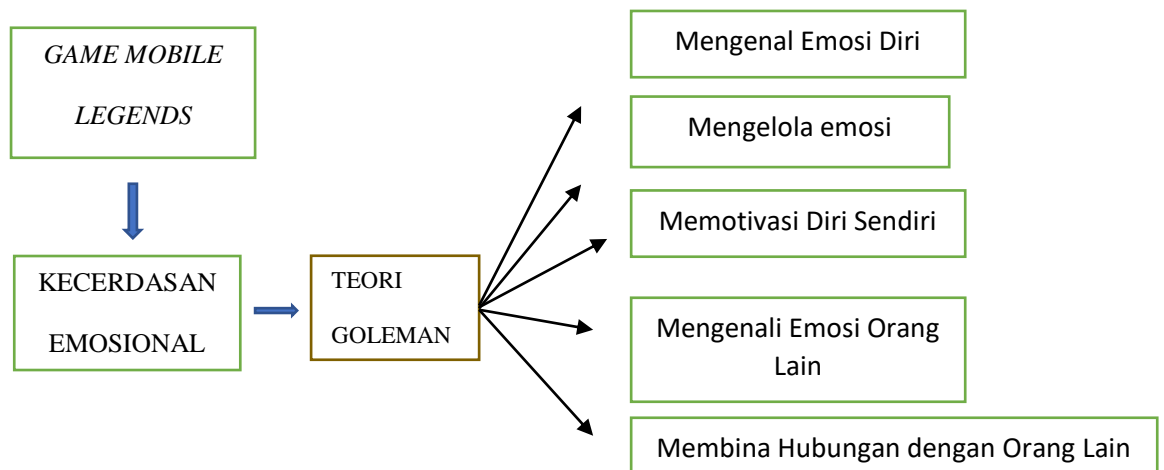 GAME MOBILE
LEGENDS
KECERDASAN
EMOSIONAL
TEORI
GOLEMAN
Mengenal Emosi Diri
Mengelola emosi
Memotivasi Diri Sendiri
Mengenali Emosi Orang
Lain
Membina Hubungan dengan Orang Lain